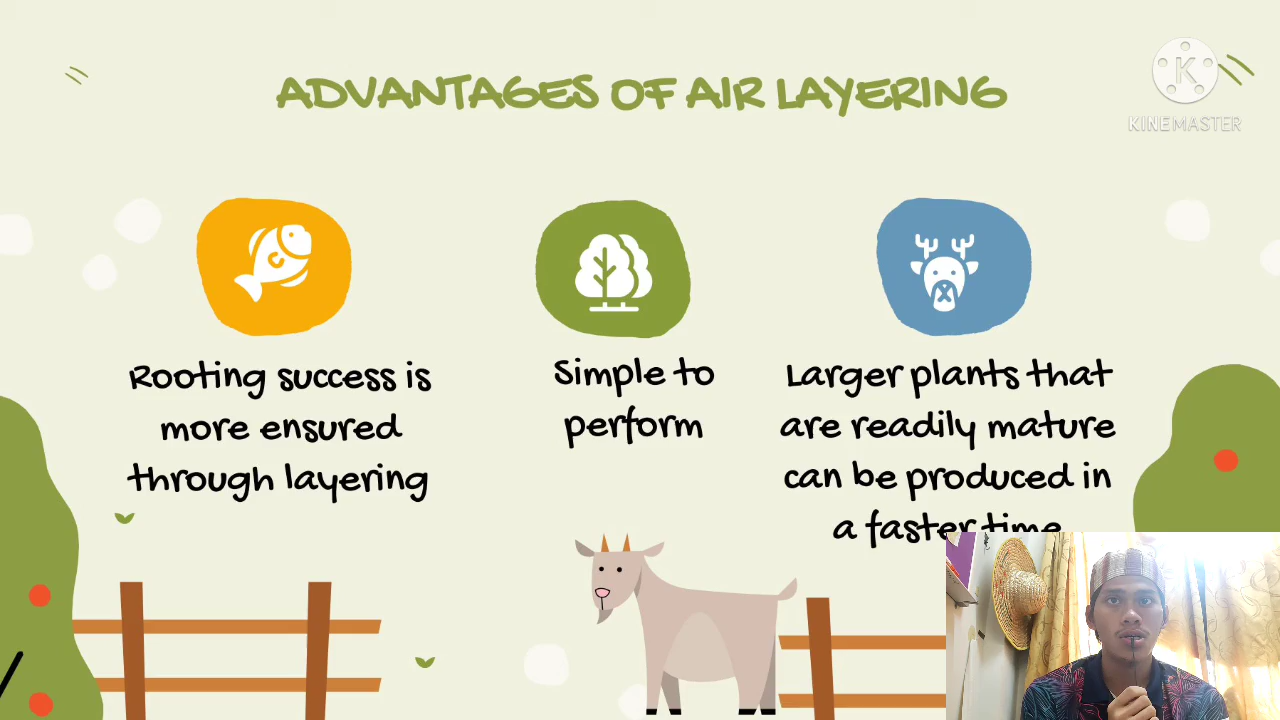 ADVANTAGES OF AIR LAYERING
K
KINEMASTER
Rooting success is
more ensured
through layering
Simple to
perform
Larger plants that
are readily mature
can be produced in
a faster time